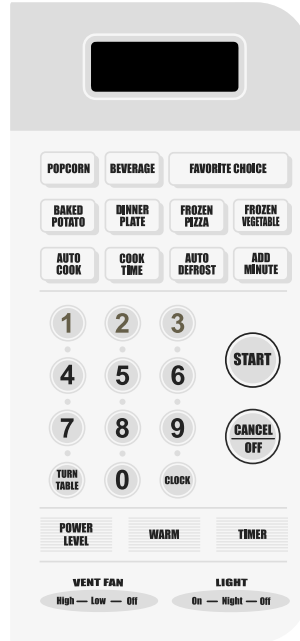 POPCORN BEVERAGE FAVORITE CHOICE
BAKED POTATO DINNER PLATE FROZEN PIZZA FROZEN VEGETABLE
AUTO COOK COOK TIME AUTO DEFROST ADD MINUTE
1 2 3
START
4 5 6
7 8 9
CANCEL
OFF
TURN TABLE 0 CLOCK
POWER LEVEL WARM TIMER
VENT FAN LIGHT
High — Low — Off On — Night — Off